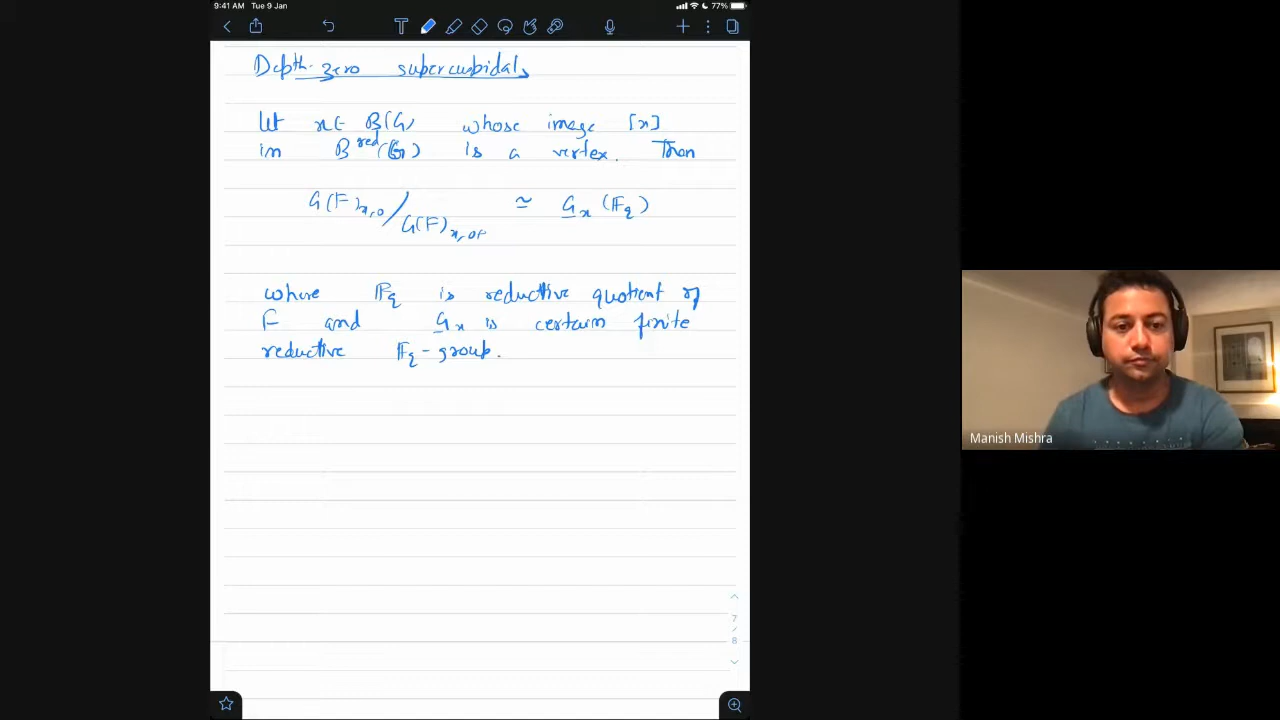 9:41 AM Tue 9 Jan
77%
Depth-zero supercuspidals
Let x ∈ B(G) whose image [x]
in B^red(G) is a vertex. Then
G(F)_{x,0} / G(F)_{x,0+} ≃ G_x (F_q)
where F_q is reductive quotient of
F and G_x is certain finite
reductive F_q - group.
7
/
8
Manish Mishra